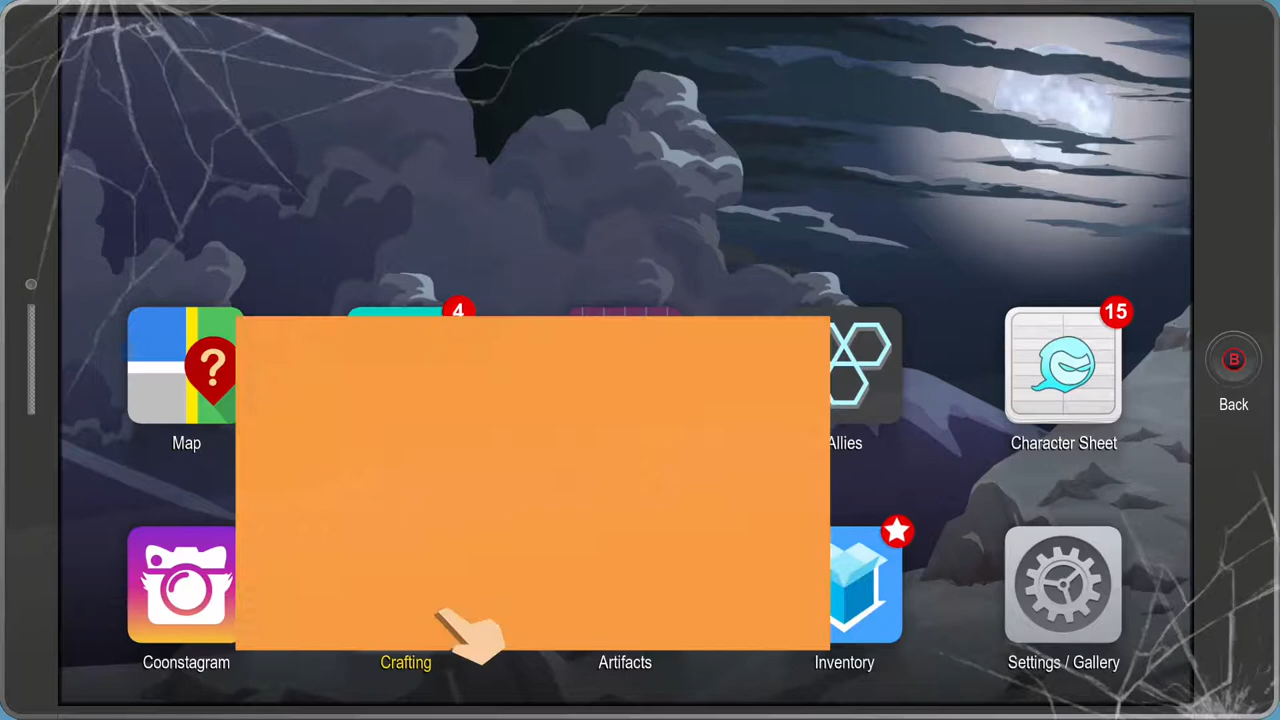 4
15
?
B
Back
Map
Allies
Character Sheet
Coonstagram
Crafting
Artifacts
Inventory
Settings / Gallery